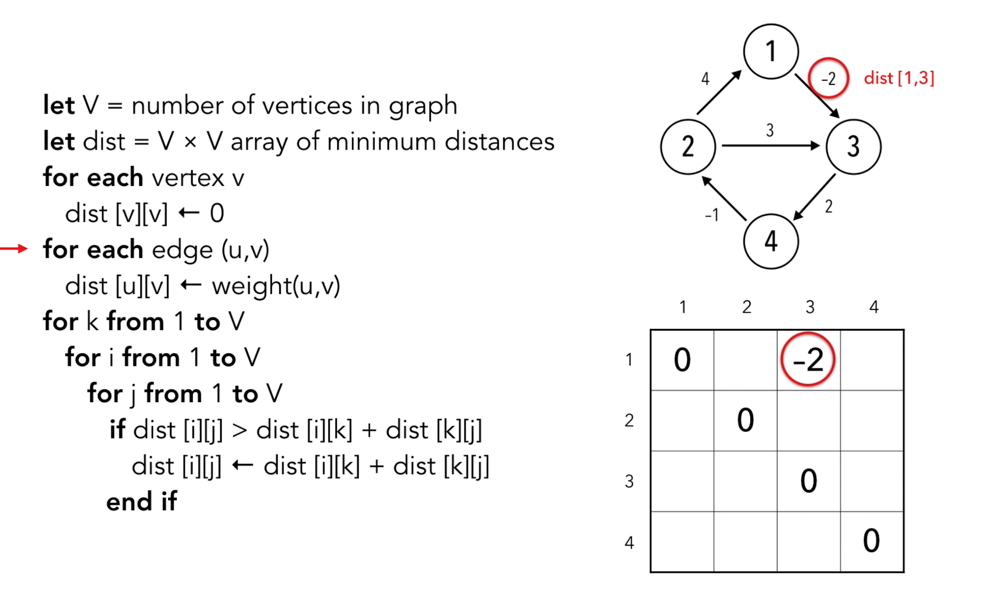 let V = number of vertices in graph
let dist = V × V array of minimum distances
for each vertex v
dist [v][v] ← 0
for each edge (u,v)
dist [u][v] ← weight(u,v)
for k from 1 to V
for i from 1 to V
for j from 1 to V
if dist [i][j] > dist [i][k] + dist [k][j]
dist [i][j] ← dist [i][k] + dist [k][j]
end if
1
4
-2
dist [1,3]
3
2
3
-1
2
4
1 2 3 4
1 0 -2
2 0
3 0
4 0